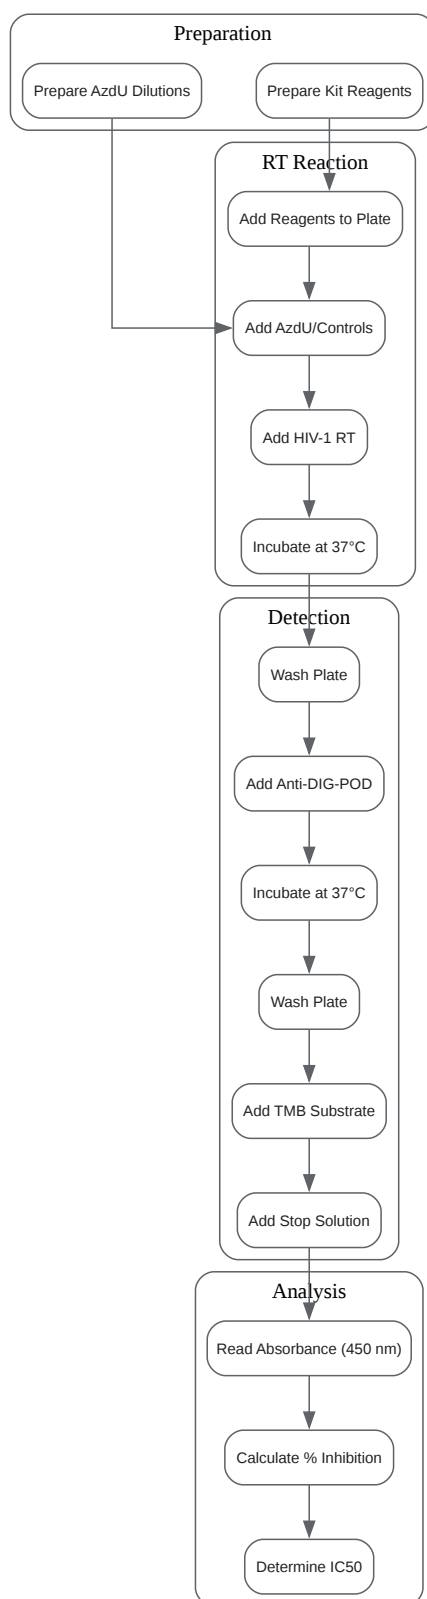 Preparation
Prepare AzdU Dilutions
Prepare Kit Reagents
RT Reaction
Add Reagents to Plate
Add AzdU/Controls
Add HIV-1 RT
Incubate at 37°C
Detection
Wash Plate
Add Anti-DIG-POD
Incubate at 37°C
Wash Plate
Add TMB Substrate
Add Stop Solution
Analysis
Read Absorbance (450 nm)
Calculate % Inhibition
Determine IC50